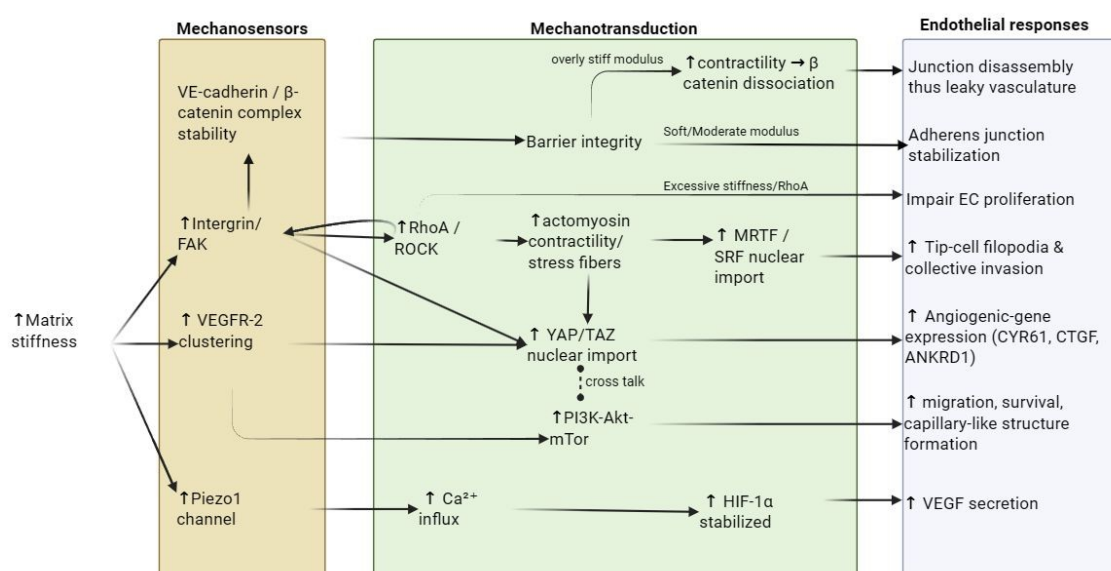 Mechanosensors
Mechanotransduction
Endothelial responses
VE-cadherin / β-
catenin complex
stability
overly stiff modulus
↑contractility → β
catenin dissociation
Junction disassembly
thus leaky vasculature
Barrier integrity
Soft/Moderate modulus
Adherens junction
stabilization
Excessive stiffness/RhoA
Impair EC proliferation
↑Intergrin/
FAK
↑RhoA /
ROCK
↑actomyosin
contractility/
stress fibers
↑ MRTF /
SRF nuclear
import
↑ Tip-cell filopodia &
collective invasion
↑Matrix
stiffness
↑ VEGFR-2
clustering
↑ YAP/TAZ
nuclear import
↑ Angiogenic-gene
expression (CYR61, CTGF,
ANKRD1)
cross talk
↑PI3K-Akt-
mTor
↑ migration, survival,
capillary-like structure
formation
↑Piezo1
channel
↑ Ca²⁺
influx
↑ HIF-1α
stabilized
↑ VEGF secretion